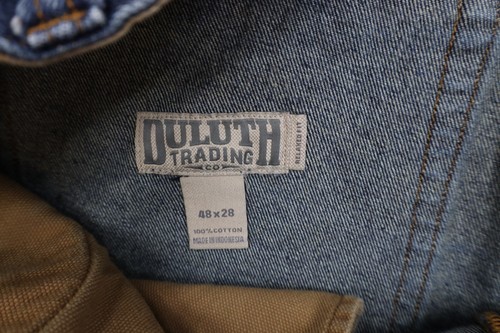 DULUTH
TRADING
CO
RELAXED FIT
48x28
100% COTTON
MADE IN INDONESIA